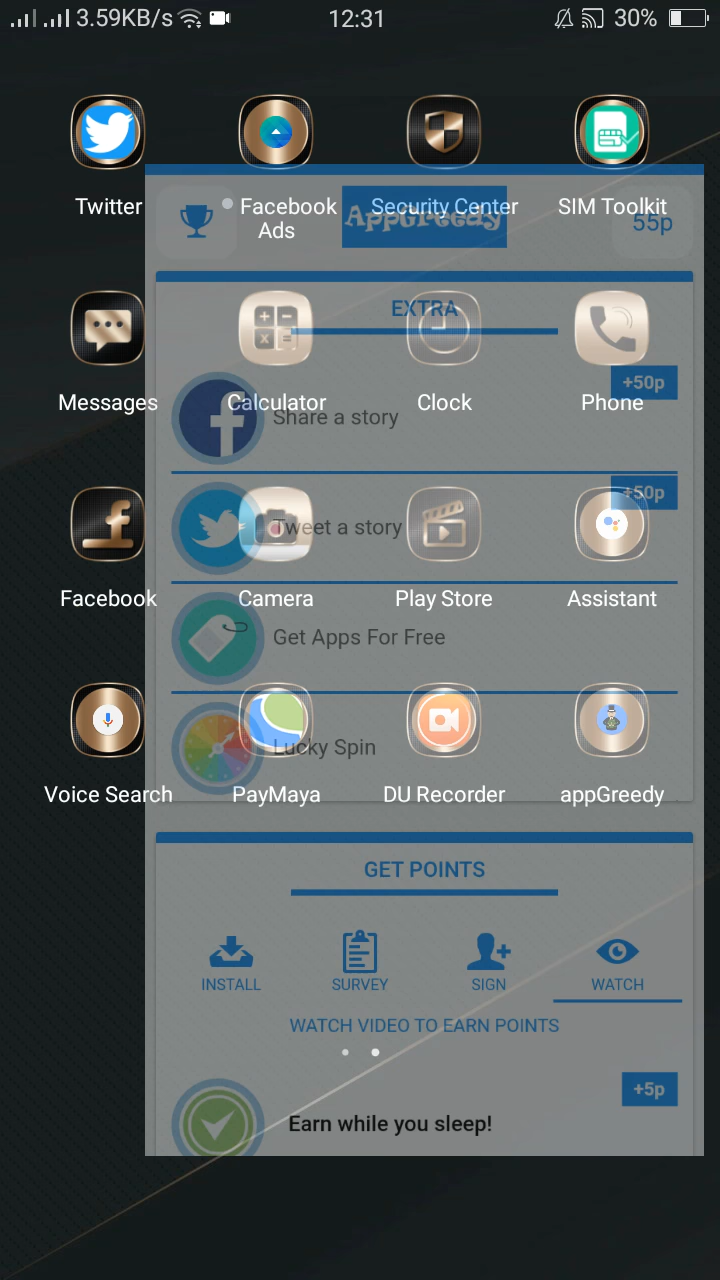 3.59KB/s 12:31 30%
Twitter
Facebook
Ads
Security Center
SIM Toolkit
AppGreedy
55p
EXTRA
Messages
Calculator
Clock
Phone
+50p
Share a story
+50p
Tweet a story
Facebook
Camera
Play Store
Assistant
Get Apps For Free
Lucky Spin
Voice Search
PayMaya
DU Recorder
appGreedy
GET POINTS
INSTALL
SURVEY
SIGN
WATCH
WATCH VIDEO TO EARN POINTS
+5p
Earn while you sleep!